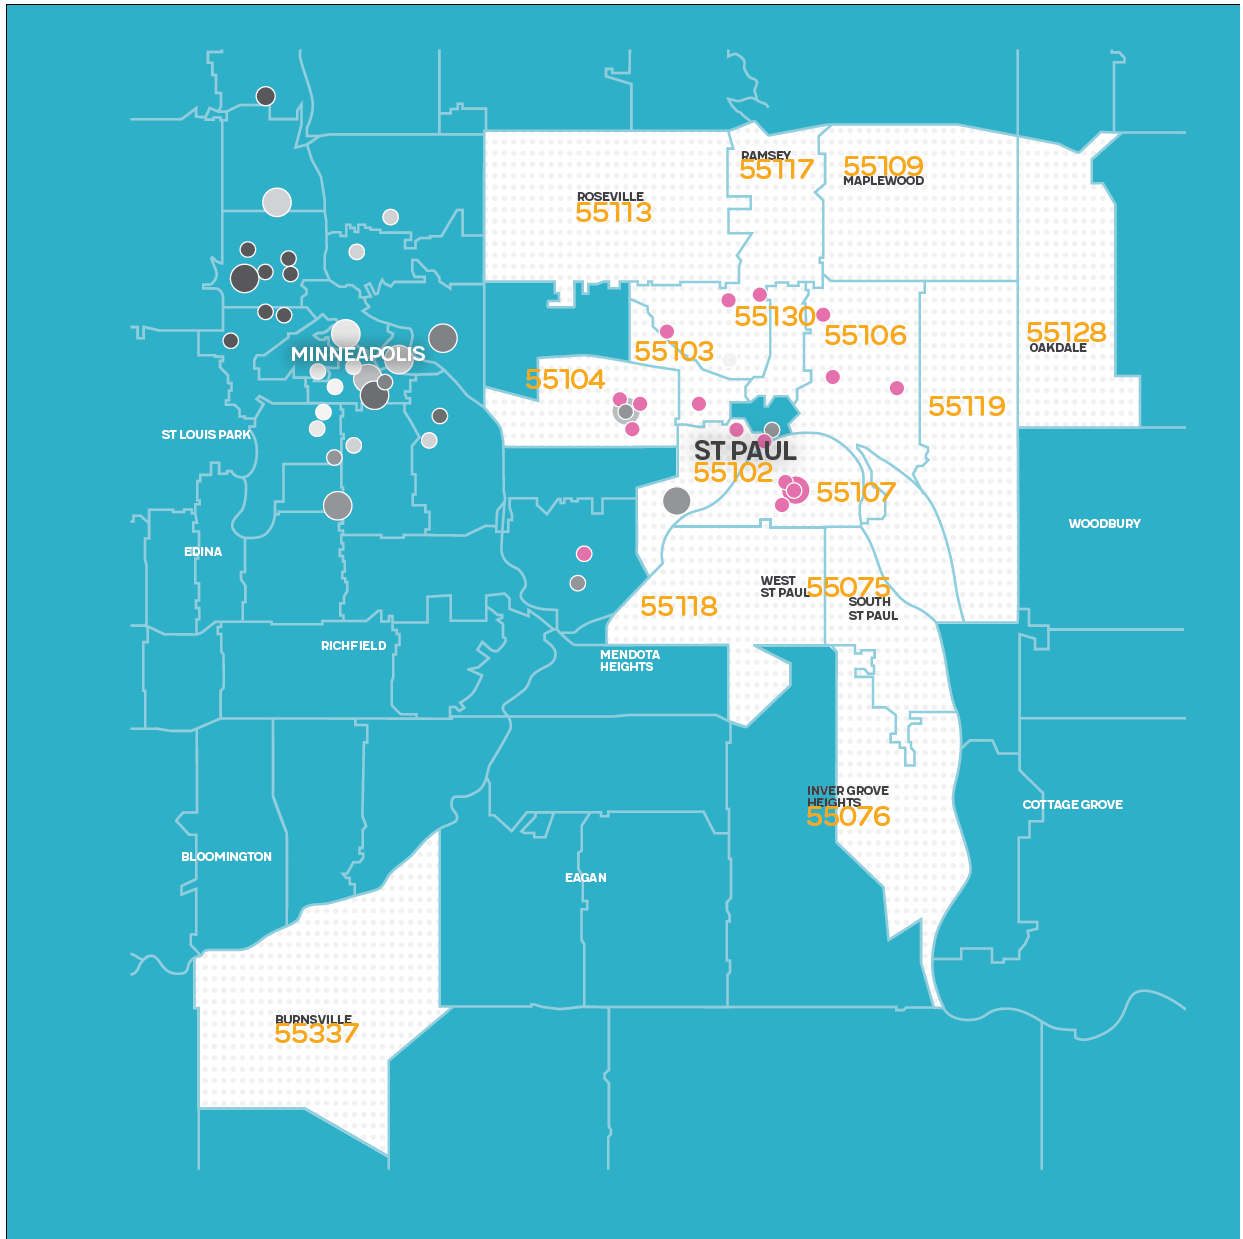 RAMSEY
55117
55109
MAPLEWOOD
ROSEVILLE
55113
55130
55106
55128
OAKDALE
MINNEAPOLIS
55103
55104
55119
ST LOUIS PARK
ST PAUL
55102
55107
WOODBURY
EDINA
WEST
ST PAUL
55075
SOUTH
ST PAUL
55118
RICHFIELD
MENDOTA
HEIGHTS
INVER GROVE
HEIGHTS
55076
COTTAGE GROVE
BLOOMINGTON
EAGAN
BURNSVILLE
55337